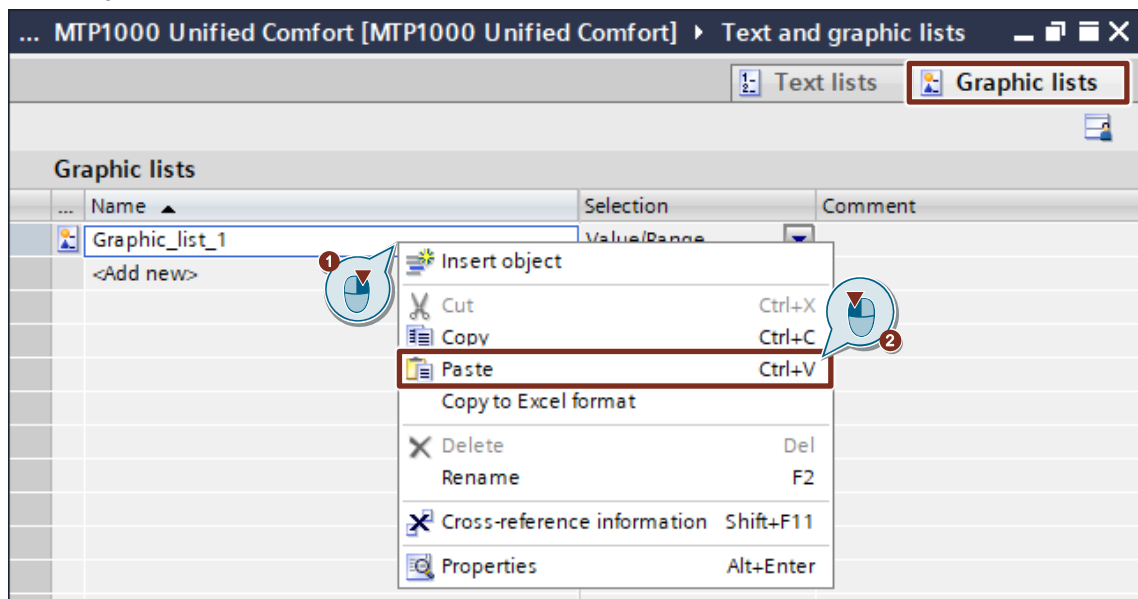 ... MTP1000 Unified Comfort [MTP1000 Unified Comfort] ▸ Text and graphic lists
Text lists Graphic lists
Graphic lists
... Name Selection Comment
Graphic_list_1 Value/Range
<Add new>
1
Insert object
Cut Ctrl+X
Copy Ctrl+C
2
Paste Ctrl+V
Copy to Excel format
Delete Del
Rename F2
Cross-reference information Shift+F11
Properties Alt+Enter